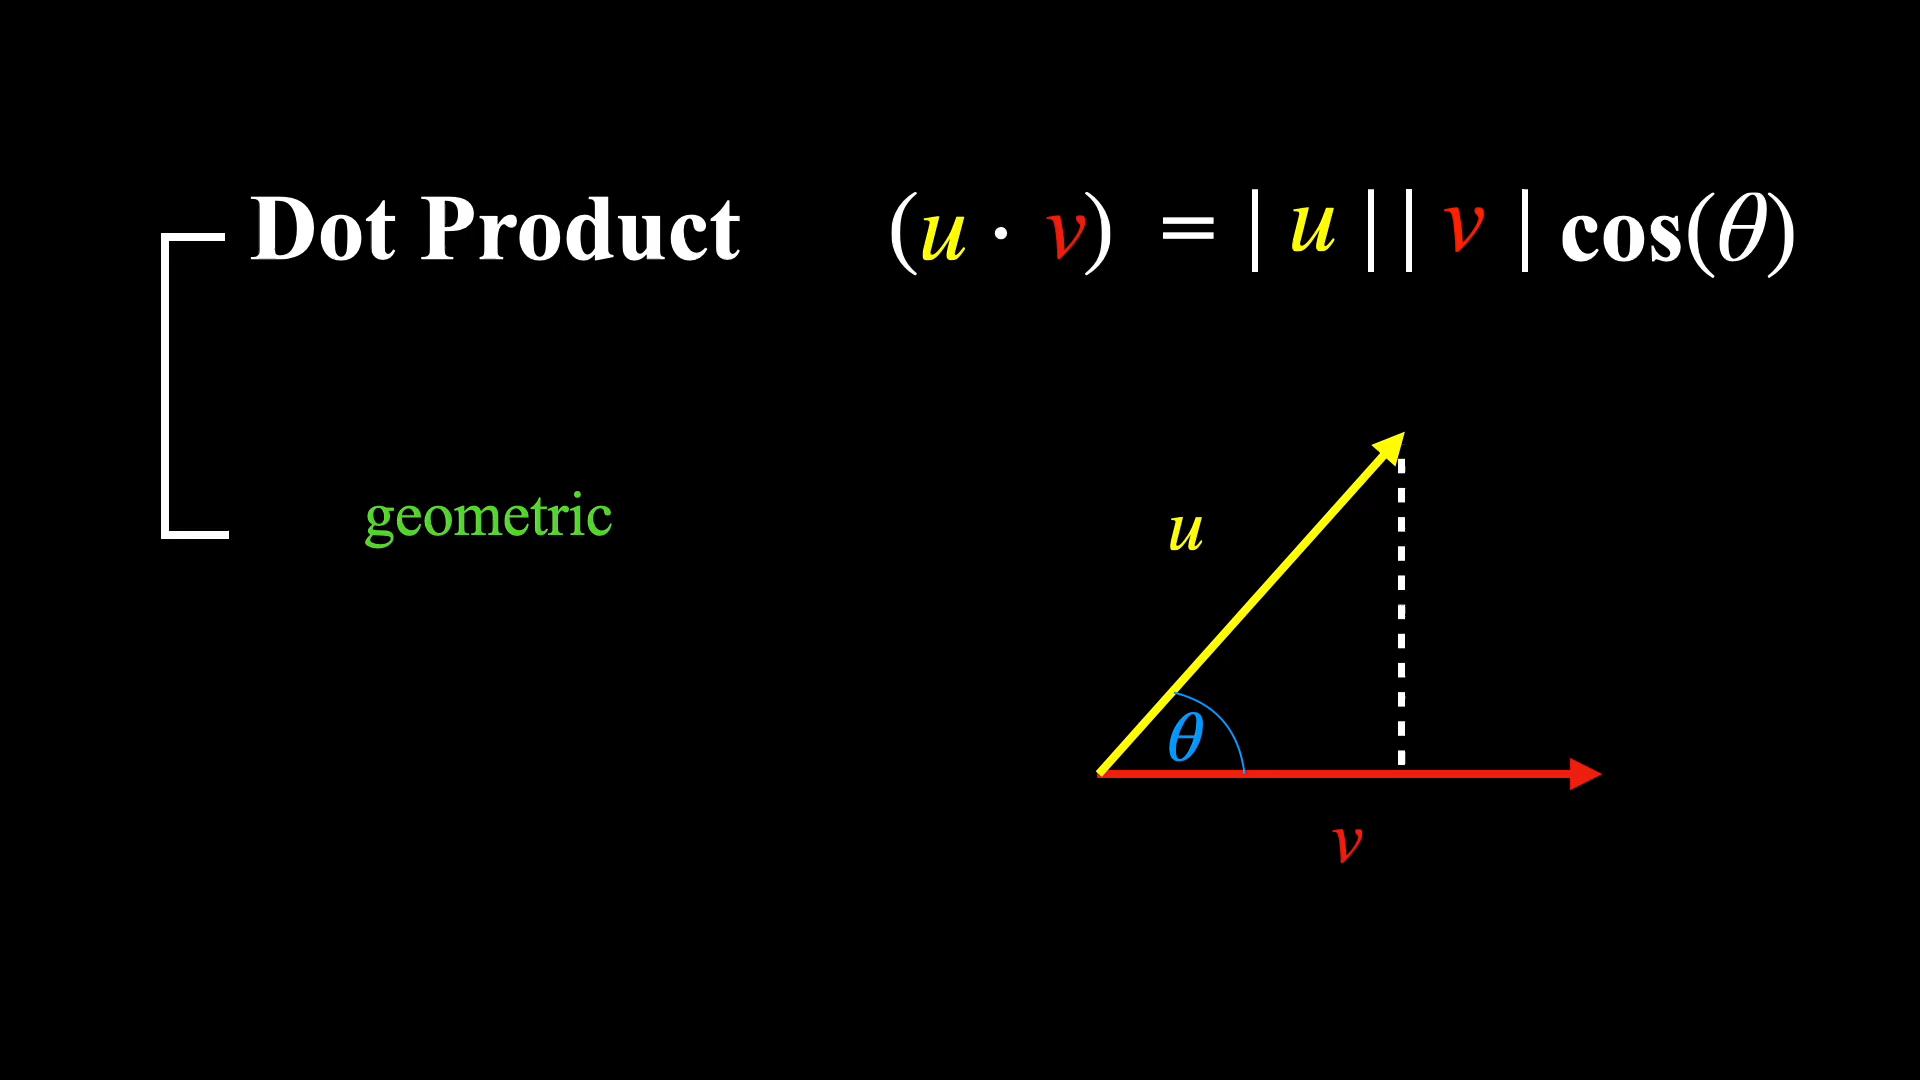 Dot Product (u · v) = | u | | v | cos(θ)
geometric
u
θ
v